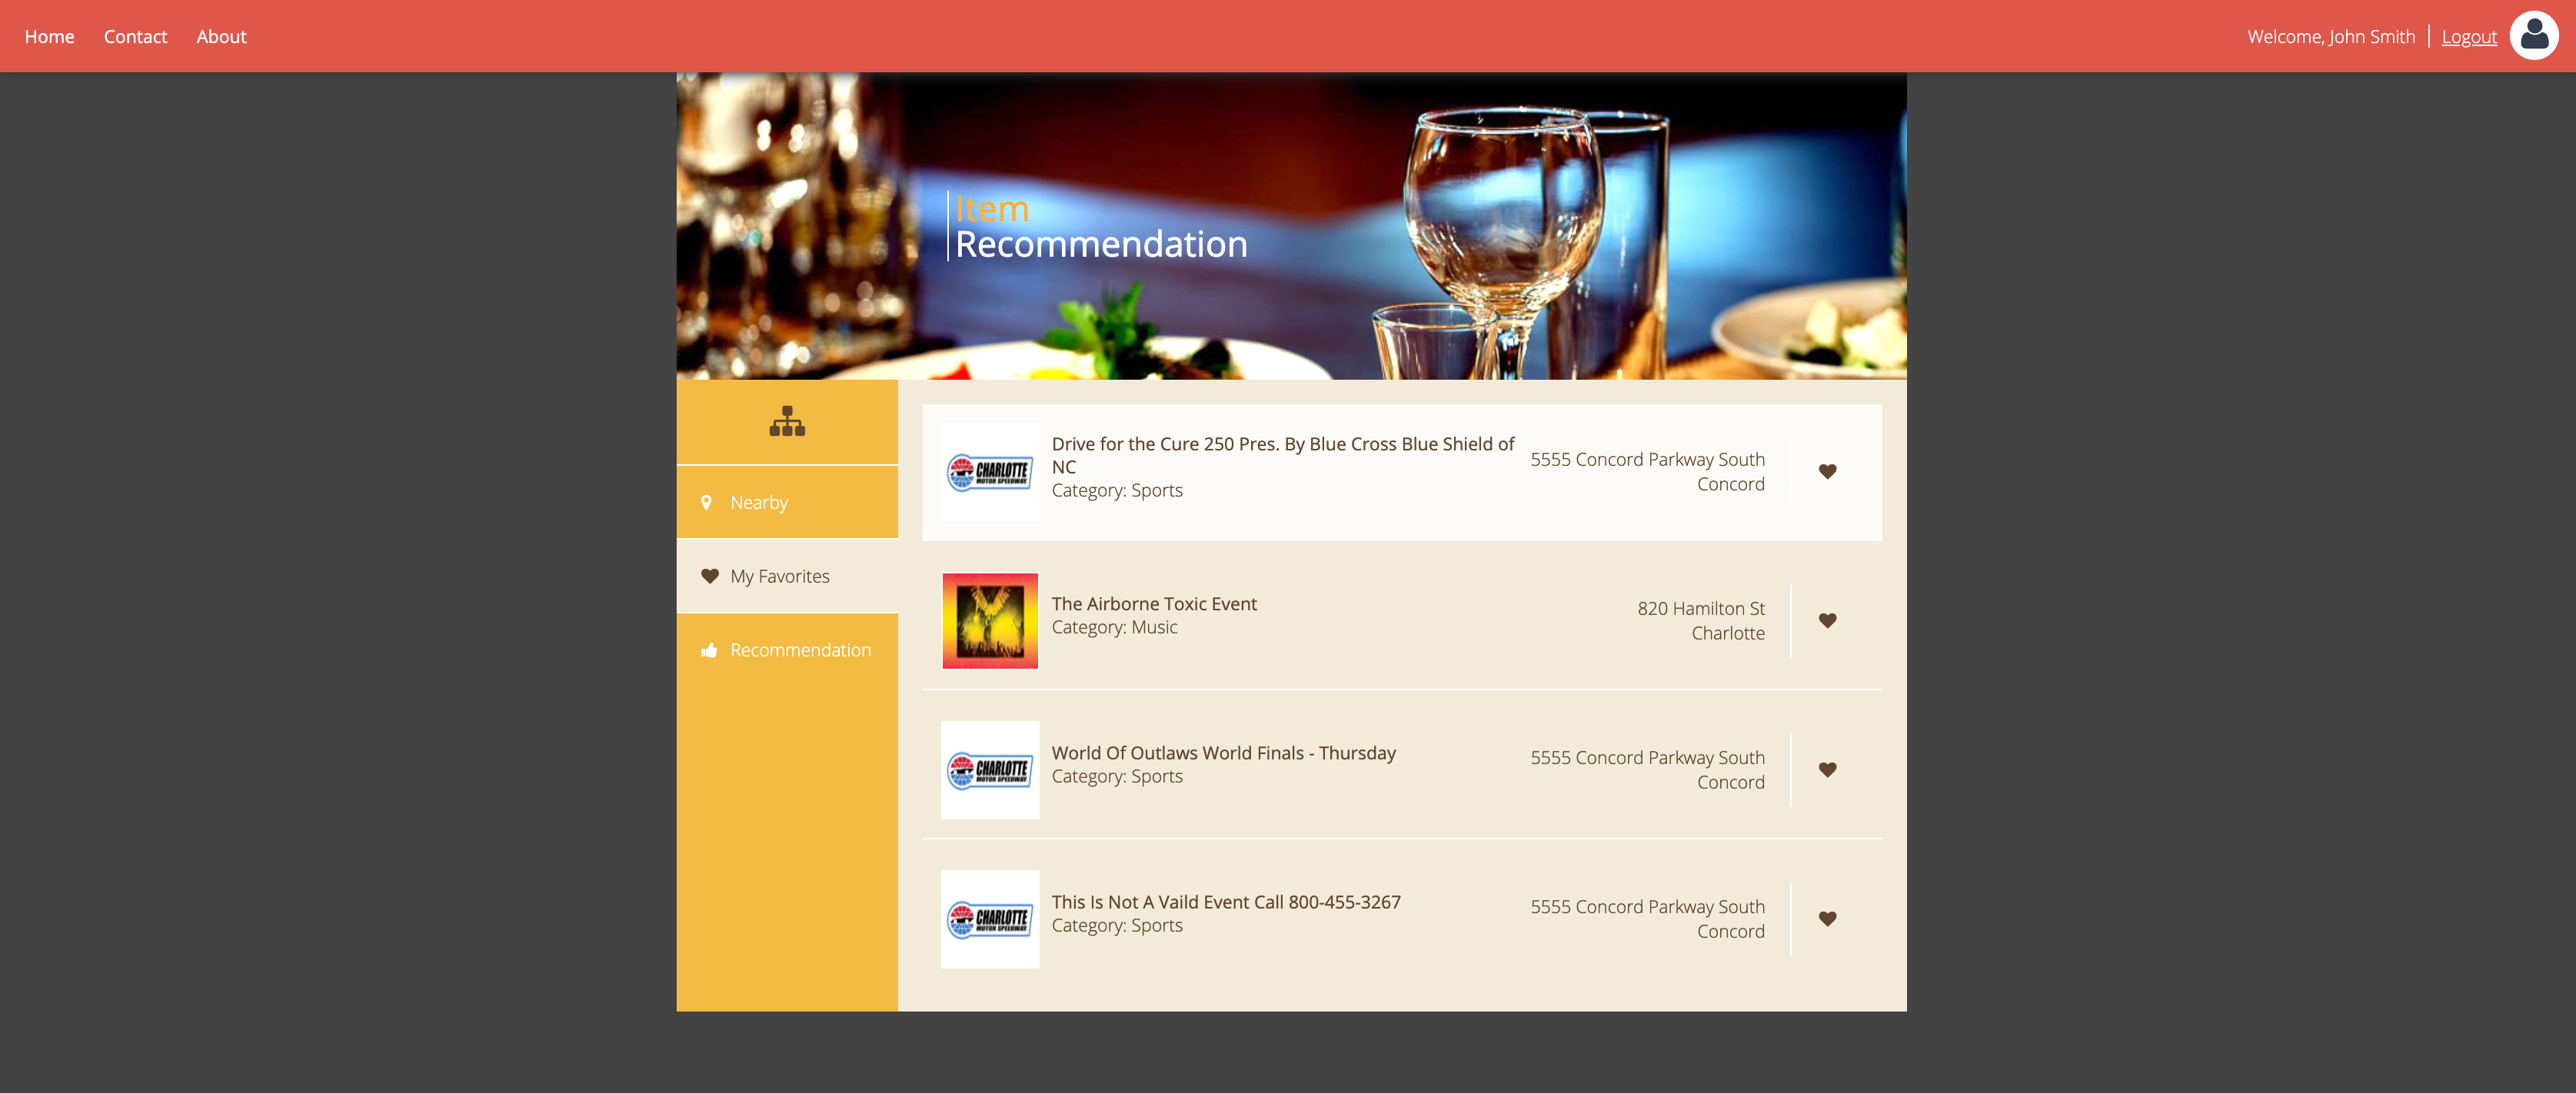 Home Contact About Welcome, John Smith Logout
Item
Recommendation
CHARLOTTE
MOTOR SPEEDWAY
Drive for the Cure 250 Pres. By Blue Cross Blue Shield of
NC
Category: Sports
5555 Concord Parkway South
Concord
Nearby
My Favorites
Recommendation
The Airborne Toxic Event
Category: Music
820 Hamilton St
Charlotte
CHARLOTTE
MOTOR SPEEDWAY
World Of Outlaws World Finals - Thursday
Category: Sports
5555 Concord Parkway South
Concord
CHARLOTTE
MOTOR SPEEDWAY
This Is Not A Vaild Event Call 800-455-3267
Category: Sports
5555 Concord Parkway South
Concord